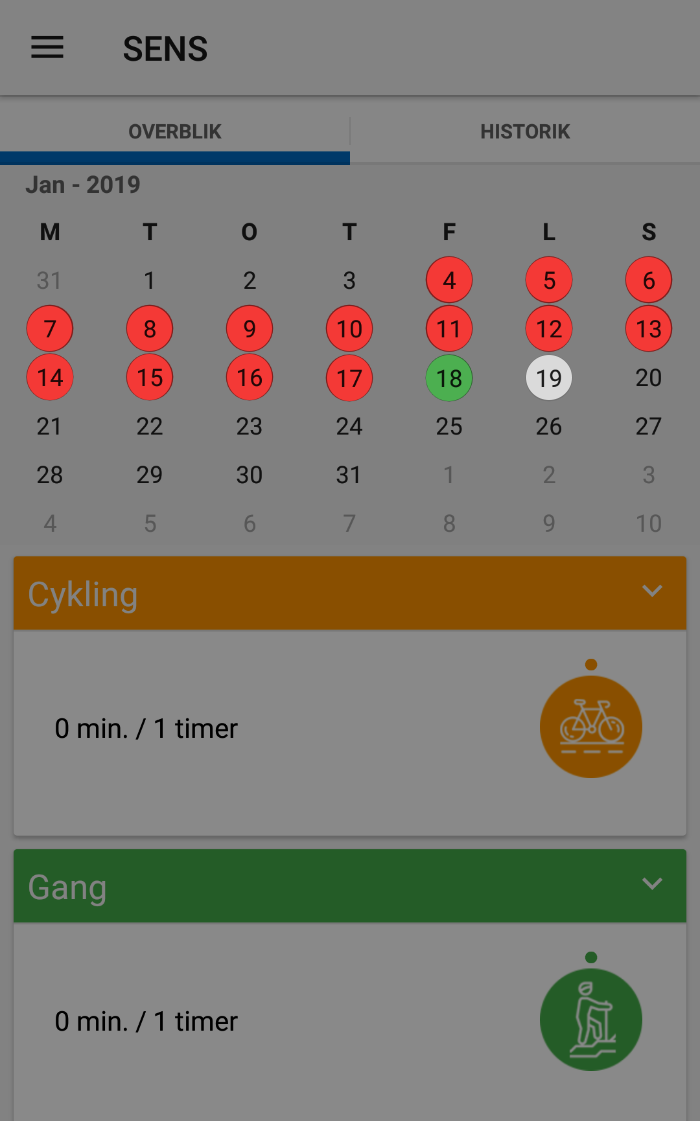 SENS
OVERBLIK HISTORIK
Jan - 2019
M T O T F L S
31 1 2 3 4 5 6
7 8 9 10 11 12 13
14 15 16 17 18 19 20
21 22 23 24 25 26 27
28 29 30 31 1 2 3
4 5 6 7 8 9 10
Cykling
0 min. / 1 timer
Gang
0 min. / 1 timer